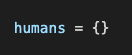 humans = {}